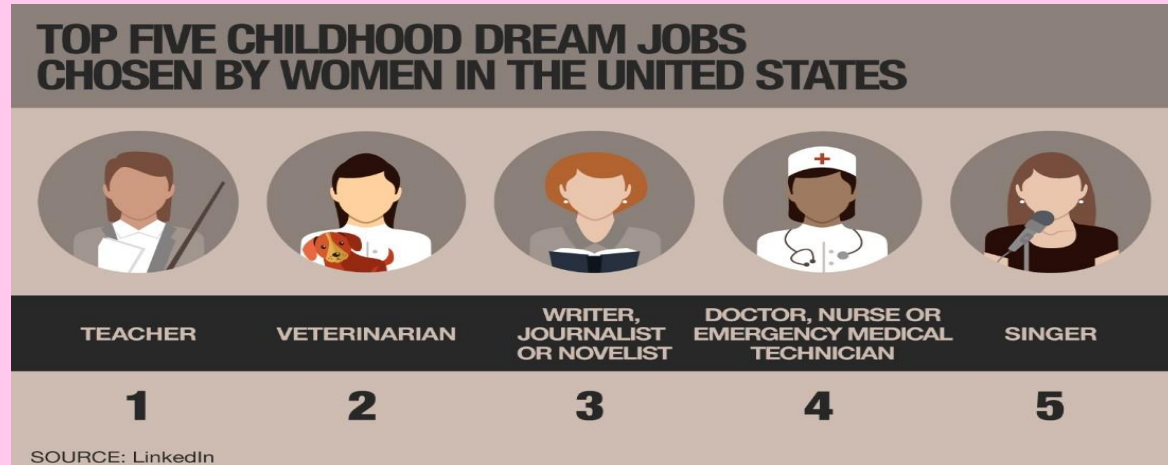 TOP FIVE CHILDHOOD DREAM JOBS
CHOSEN BY WOMEN IN THE UNITED STATES
TEACHER
VETERINARIAN
WRITER,
JOURNALIST
OR NOVELIST
DOCTOR, NURSE OR
EMERGENCY MEDICAL
TECHNICIAN
SINGER
1
2
3
4
5
SOURCE: LinkedIn